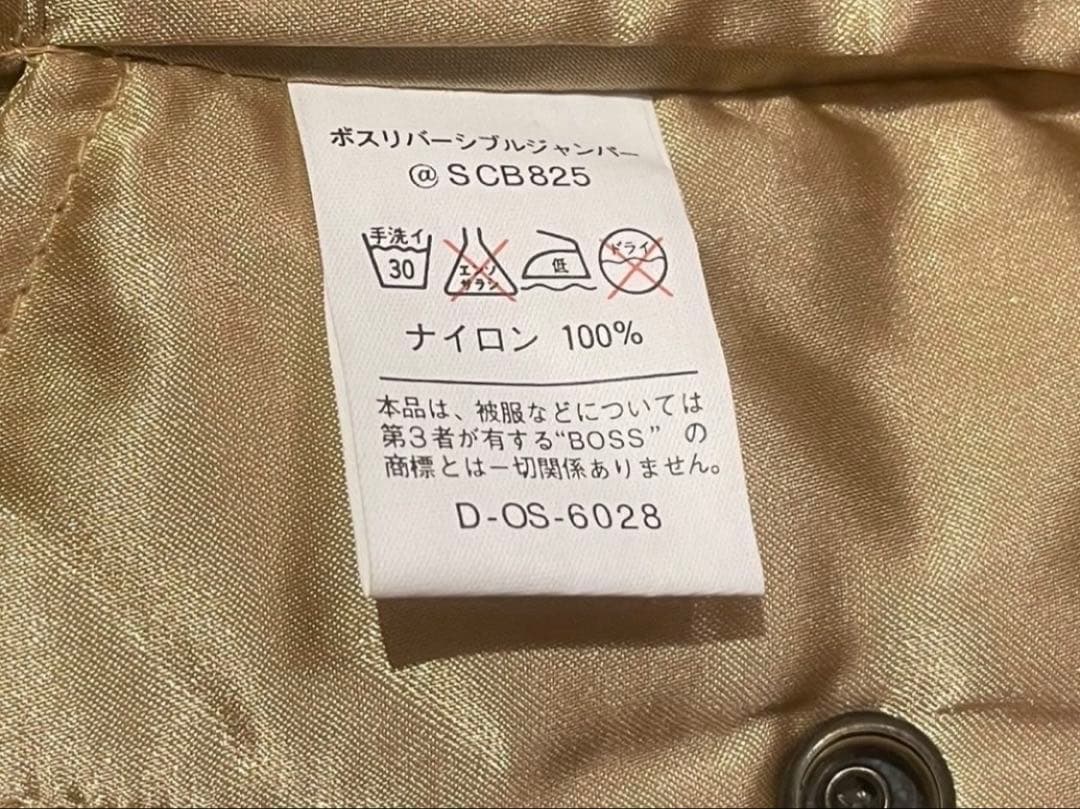 ボスリバーシブルジャンパー
@SCB825
手洗イ
30
エンソ
サラシ
低
ドライ
ナイロン 100%
本品は、被服などについては
第3者が有する“BOSS” の
商標とは一切関係ありません。
D-OS-6028